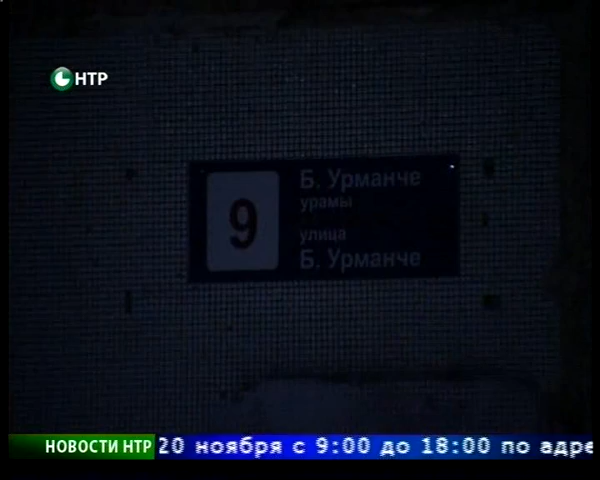 НТР
9
Б. Урманче
урамы
улица
Б. Урманче
НОВОСТИ НТР
20 ноября с 9:00 до 18:00 по адре